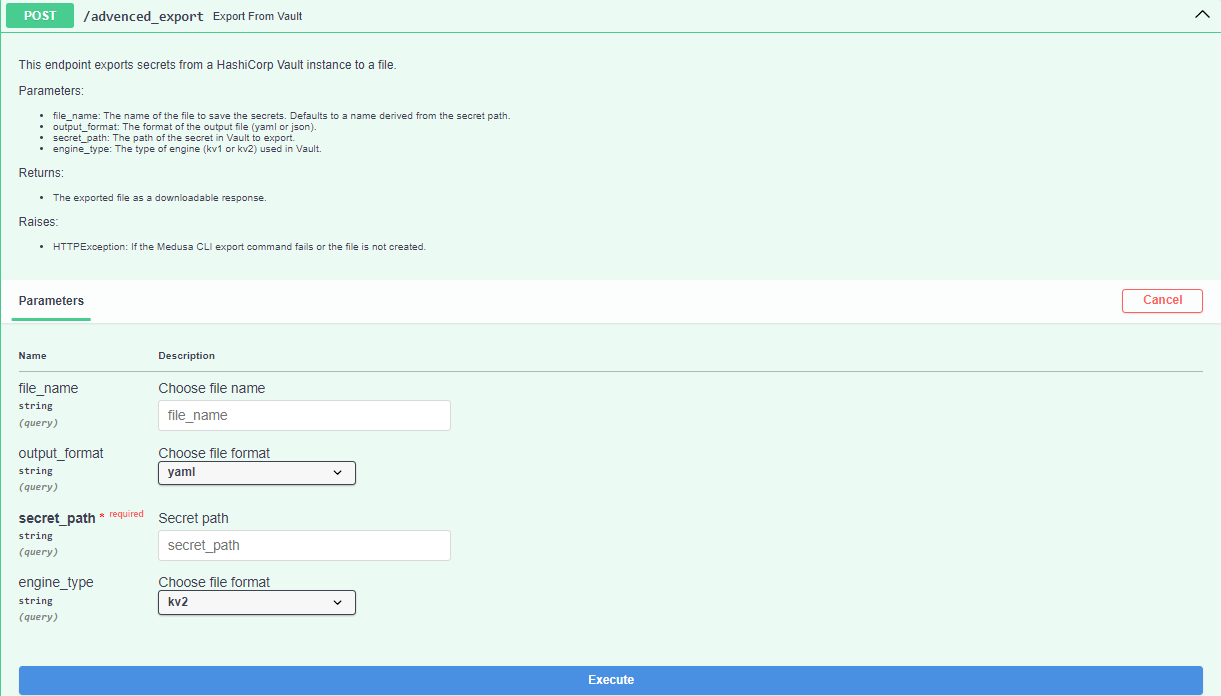 POST /advenced_export Export From Vault
This endpoint exports secrets from a HashiCorp Vault instance to a file.
Parameters:
• file_name: The name of the file to save the secrets. Defaults to a name derived from the secret path.
• output_format: The format of the output file (yaml or json).
• secret_path: The path of the secret in Vault to export.
• engine_type: The type of engine (kv1 or kv2) used in Vault.
Returns:
• The exported file as a downloadable response.
Raises:
• HTTPException: If the Medusa CLI export command fails or the file is not created.
Parameters Cancel
Name Description
file_name Choose file name
string
(query) file_name
output_format Choose file format
string yaml
(query)
secret_path * required Secret path
string
(query) secret_path
engine_type Choose file format
string kv2
(query)
Execute